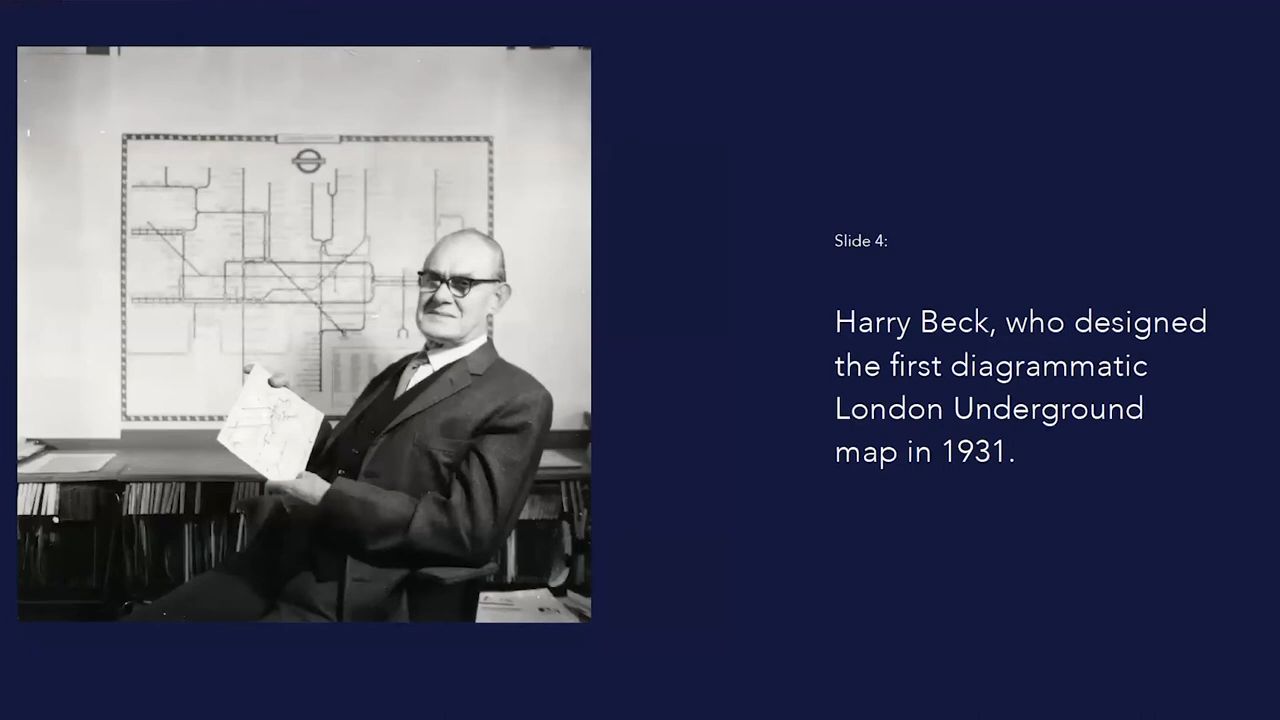 Slide 4:
Harry Beck, who designed
the first diagrammatic
London Underground
map in 1931.